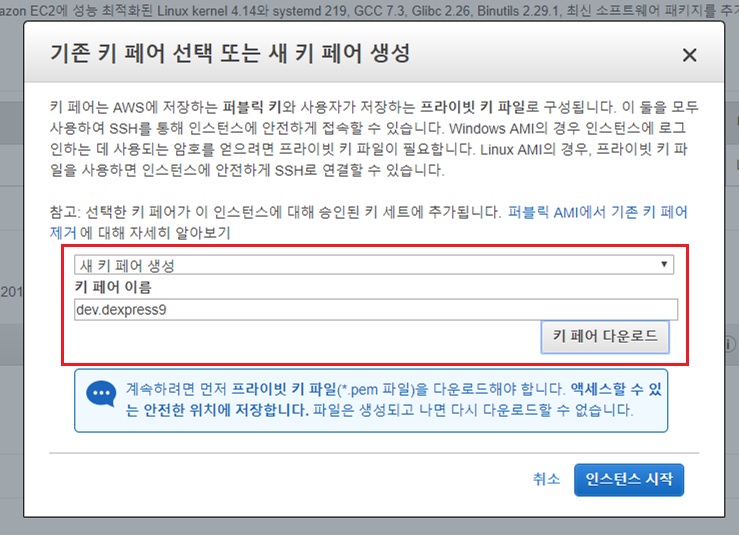 azon EC2에 성능 최적화된 Linux kernel 4.14와 systemd 219, GCC 7.3, Glibc 2.26, Binutils 2.29.1, 최신 소프트웨어 패키지를 추가
기존 키 페어 선택 또는 새 키 페어 생성
키 페어는 AWS에 저장하는 퍼블릭 키와 사용자가 저장하는 프라이빗 키 파일로 구성됩니다. 이 둘을 모두
사용하여 SSH를 통해 인스턴스에 안전하게 접속할 수 있습니다. Windows AMI의 경우 인스턴스에 로그
인하는 데 사용되는 암호를 얻으려면 프라이빗 키 파일이 필요합니다. Linux AMI의 경우, 프라이빗 키 파
일을 사용하면 인스턴스에 안전하게 SSH로 연결할 수 있습니다.
참고: 선택한 키 페어가 이 인스턴스에 대해 승인된 키 세트에 추가됩니다. 퍼블릭 AMI에서 기존 키 페어
제거에 대해 자세히 알아보기
새 키 페어 생성
201
키 페어 이름
dev.dexpress9
키 페어 다운로드
계속하려면 먼저 프라이빗 키 파일(*.pem 파일)을 다운로드해야 합니다. 액세스할 수 있
는 안전한 위치에 저장합니다. 파일은 생성되고 나면 다시 다운로드할 수 없습니다.
취소 인스턴스 시작